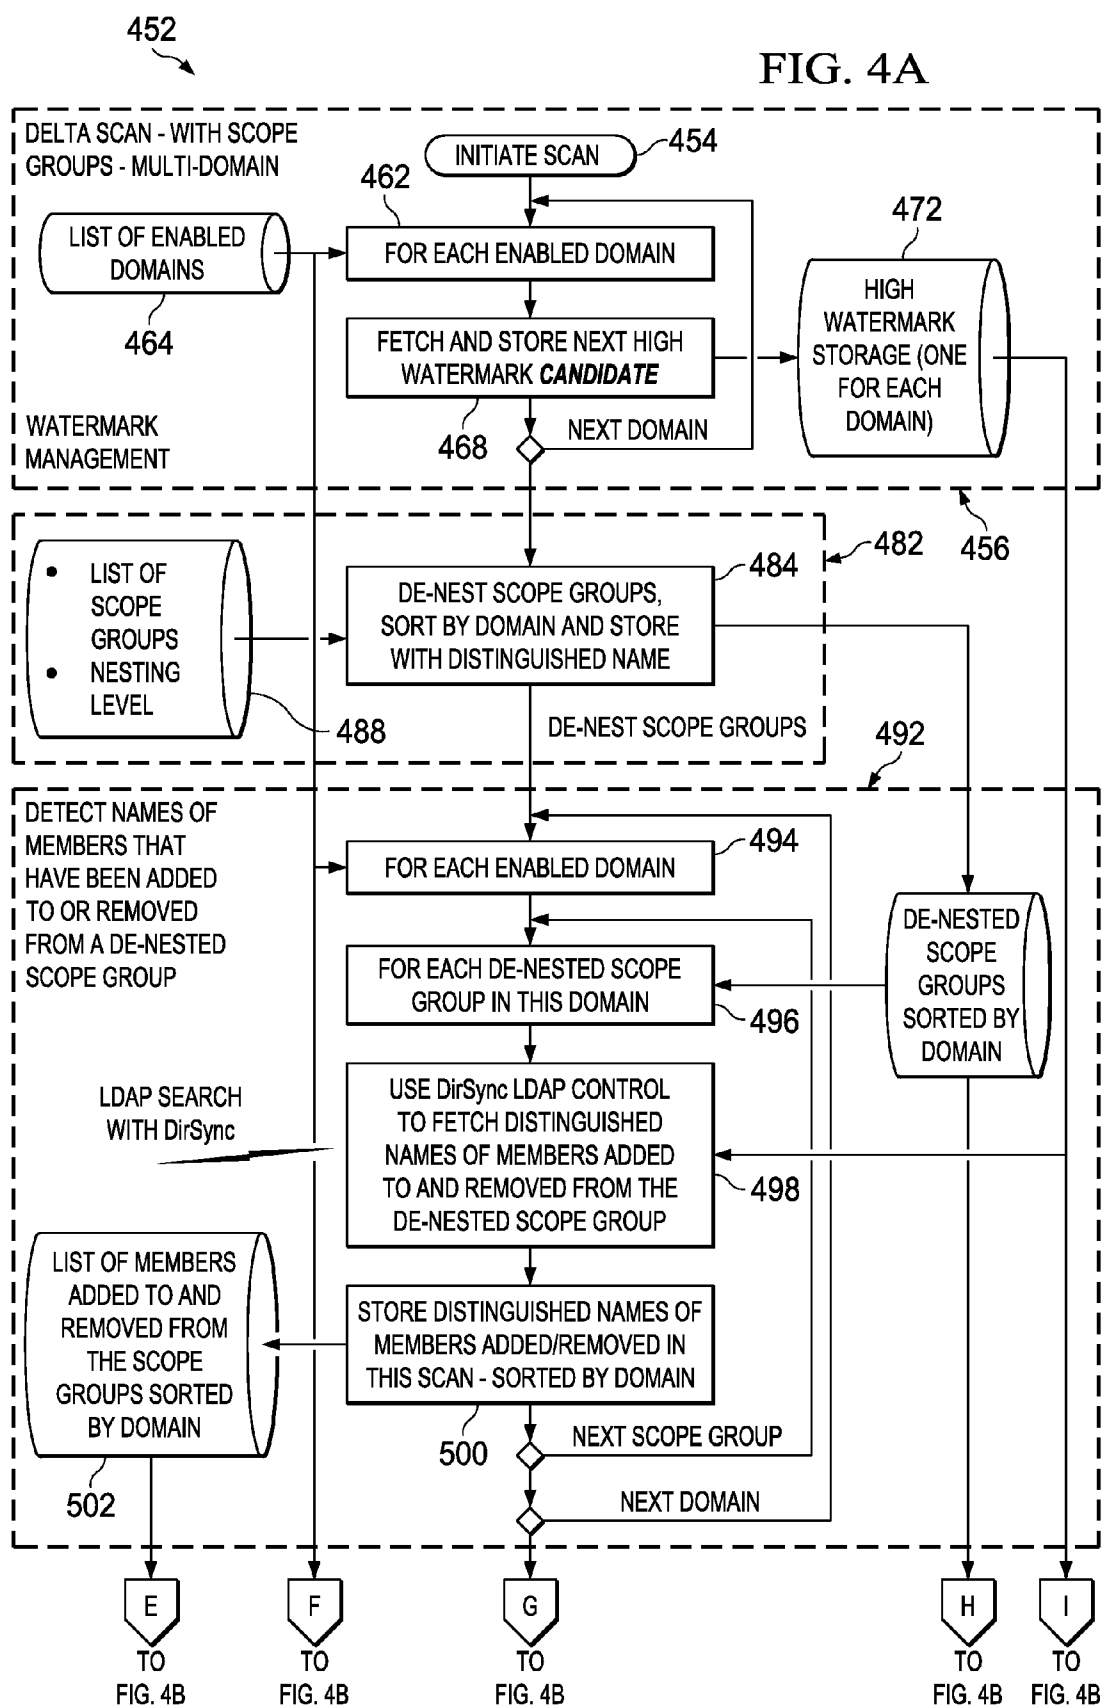 452
FIG. 4A
DELTA SCAN - WITH SCOPE
GROUPS - MULTI-DOMAIN
INITIATE SCAN
454
462
472
LIST OF ENABLED
DOMAINS
464
FOR EACH ENABLED DOMAIN
FETCH AND STORE NEXT HIGH
WATERMARK CANDIDATE
468
NEXT DOMAIN
HIGH
WATERMARK
STORAGE (ONE
FOR EACH
DOMAIN)
WATERMARK
MANAGEMENT
456
482
• LIST OF
SCOPE
GROUPS
• NESTING
LEVEL
488
DE-NEST SCOPE GROUPS,
SORT BY DOMAIN AND STORE
WITH DISTINGUISHED NAME
484
DE-NEST SCOPE GROUPS
492
DETECT NAMES OF
MEMBERS THAT
HAVE BEEN ADDED
TO OR REMOVED
FROM A DE-NESTED
SCOPE GROUP
FOR EACH ENABLED DOMAIN
494
FOR EACH DE-NESTED SCOPE
GROUP IN THIS DOMAIN
496
DE-NESTED
SCOPE
GROUPS
SORTED BY
DOMAIN
LDAP SEARCH
WITH DirSync
USE DirSync LDAP CONTROL
TO FETCH DISTINGUISHED
NAMES OF MEMBERS ADDED
TO AND REMOVED FROM THE
DE-NESTED SCOPE GROUP
498
LIST OF MEMBERS
ADDED TO AND
REMOVED FROM
THE SCOPE
GROUPS SORTED
BY DOMAIN
502
STORE DISTINGUISHED NAMES OF
MEMBERS ADDED/REMOVED IN
THIS SCAN - SORTED BY DOMAIN
500
NEXT SCOPE GROUP
NEXT DOMAIN
E
TO
FIG. 4B
F
TO
FIG. 4B
G
TO
FIG. 4B
H
TO
FIG. 4B
I
TO
FIG. 4B